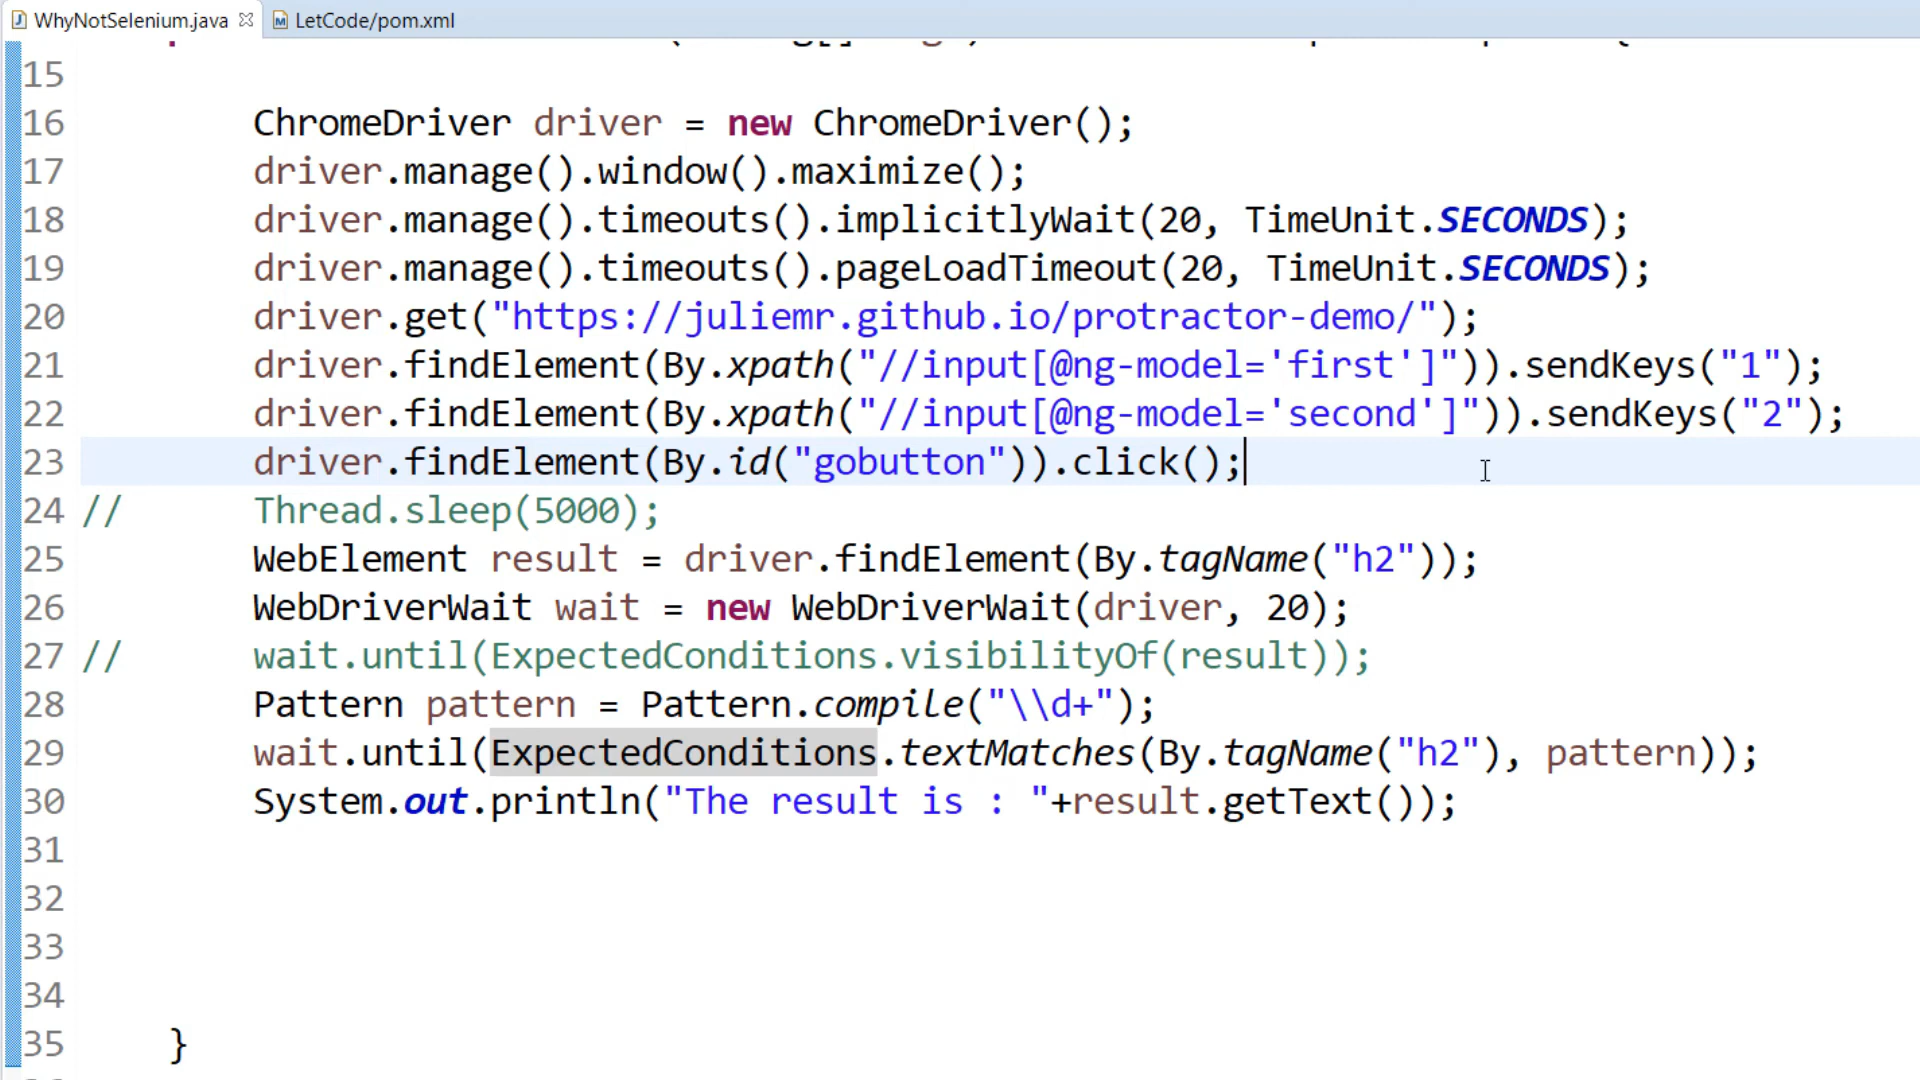 WhyNotSelenium.java LetCode/pom.xml
15
16 ChromeDriver driver = new ChromeDriver();
17 driver.manage().window().maximize();
18 driver.manage().timeouts().implicitlyWait(20, TimeUnit.SECONDS);
19 driver.manage().timeouts().pageLoadTimeout(20, TimeUnit.SECONDS);
20 driver.get("https://juliemr.github.io/protractor-demo/");
21 driver.findElement(By.xpath("//input[@ng-model='first']")).sendKeys("1");
22 driver.findElement(By.xpath("//input[@ng-model='second']")).sendKeys("2");
23 driver.findElement(By.id("gobutton")).click();
24 // Thread.sleep(5000);
25 WebElement result = driver.findElement(By.tagName("h2"));
26 WebDriverWait wait = new WebDriverWait(driver, 20);
27 // wait.until(ExpectedConditions.visibilityOf(result));
28 Pattern pattern = Pattern.compile("\\d+");
29 wait.until(ExpectedConditions.textMatches(By.tagName("h2"), pattern));
30 System.out.println("The result is : "+result.getText());
31
32
33
34
35 }